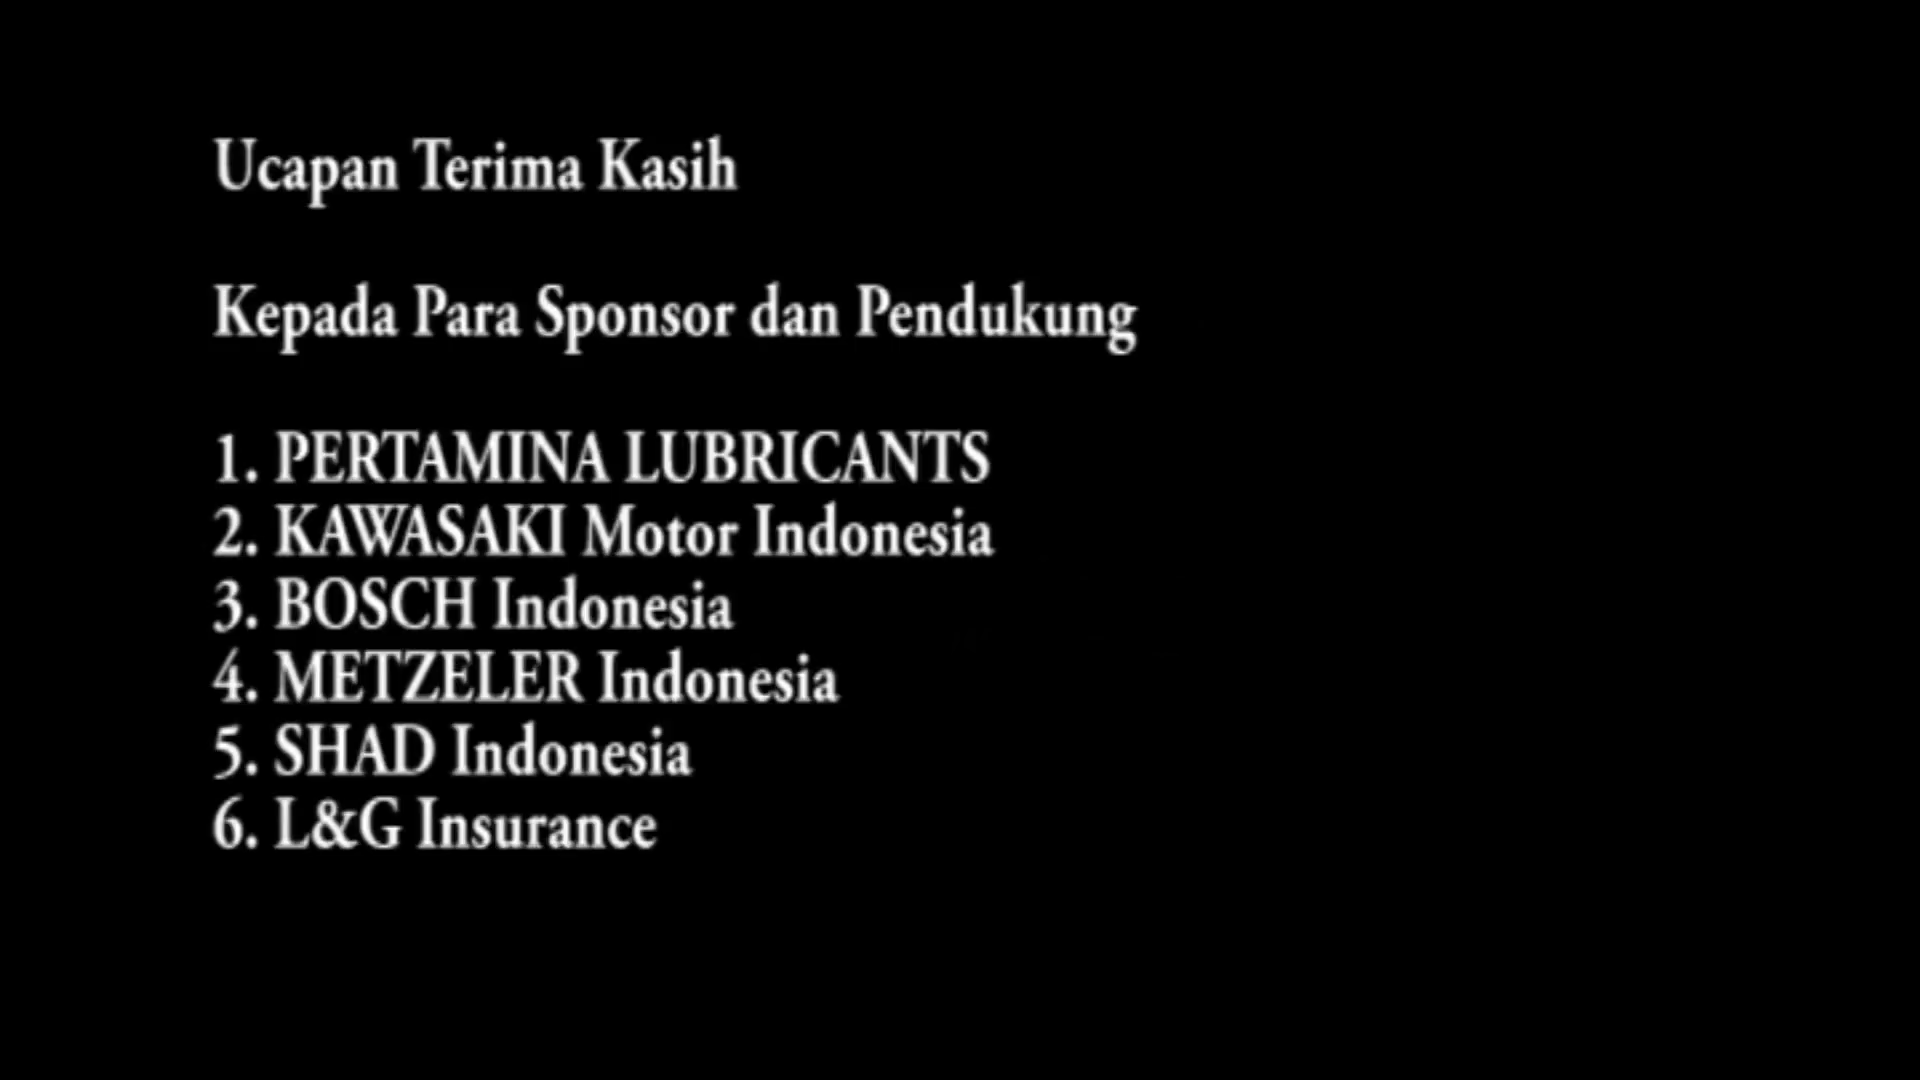 Ucapan Terima Kasih
Kepada Para Sponsor dan Pendukung
1. PERTAMINA LUBRICANTS
2. KAWASAKI Motor Indonesia
3. BOSCH Indonesia
4. METZELER Indonesia
5. SHAD Indonesia
6. L&G Insurance